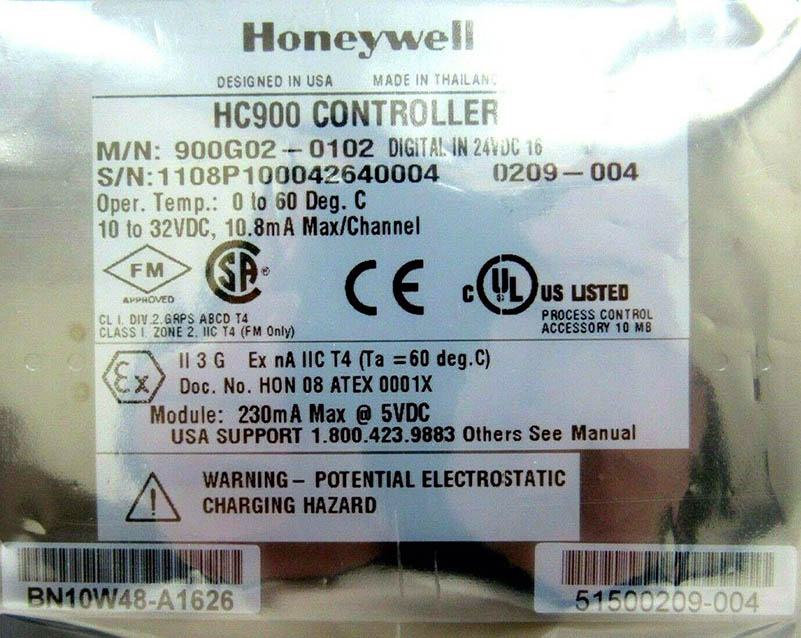 Honeywell
DESIGNED IN USA MADE IN THAILAND
HC900 CONTROLLER
M/N: 900G02-0102 DIGITAL IN 24VDC 16
S/N:1108P100042640004 0209-004
Oper. Temp.: 0 to 60 Deg. C
10 to 32VDC, 10.8mA Max/Channel
FM
APPROVED
SA ®
CE
C UL US LISTED
CL I, DIV 2,GRPS ABCD T4
CLASS I, ZONE 2, IIC T4 (FM Only)
PROCESS CONTROL
ACCESSORY 10 MB
Ex
II 3 G Ex nA IIC T4 (Ta =60 deg.C)
Doc. No. HON 08 ATEX 0001X
Module: 230mA Max @ 5VDC
USA SUPPORT 1.800.423.9883 Others See Manual
WARNING- POTENTIAL ELECTROSTATIC
CHARGING HAZARD
BN10W48-A1626
51500209-004